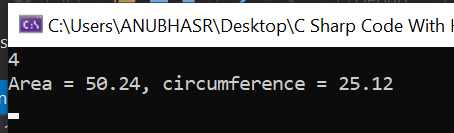 C:\Users\ANUBHASR\Desktop\C Sharp Code With
4
Area = 50.24, circumference = 25.12